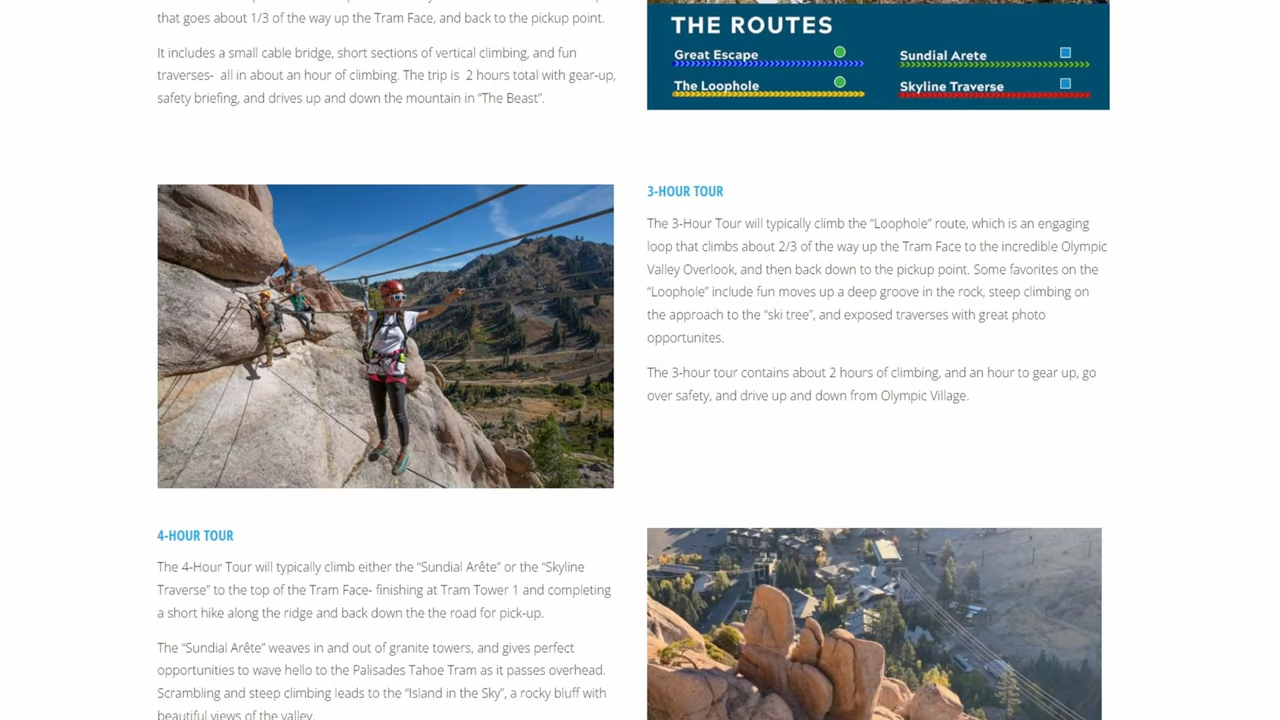 that goes about 1/3 of the way up the Tram Face, and back to the pickup point.
It includes a small cable bridge, short sections of vertical climbing, and fun
traverses-  all in about an hour of climbing. The trip is  2 hours total with gear-up,
safety briefing, and drives up and down the mountain in “The Beast”.
THE ROUTES
Great Escape
Sundial Arete
The Loophole
Skyline Traverse
3-HOUR TOUR
The 3-Hour Tour will typically climb the “Loophole” route, which is an engaging
loop that climbs about 2/3 of the way up the Tram Face to the incredible Olympic
Valley Overlook, and then back down to the pickup point. Some favorites on the
“Loophole” include fun moves up a deep groove in the rock, steep climbing on
the approach to the “ski tree”, and exposed traverses with great photo
opportunites.
The 3-hour tour contains about 2 hours of climbing, and an hour to gear up, go
over safety, and drive up and down from Olympic Village.
4-HOUR TOUR
The 4-Hour Tour will typically climb either the “Sundial Arête” or the “Skyline
Traverse” to the top of the Tram Face- finishing at Tram Tower 1 and completing
a short hike along the ridge and back down the the road for pick-up.
The “Sundial Arête” weaves in and out of granite towers, and gives perfect
opportunities to wave hello to the Palisades Tahoe Tram as it passes overhead.
Scrambling and steep climbing leads to the “Island in the Sky”, a rocky bluff with
beautiful views of the valley.